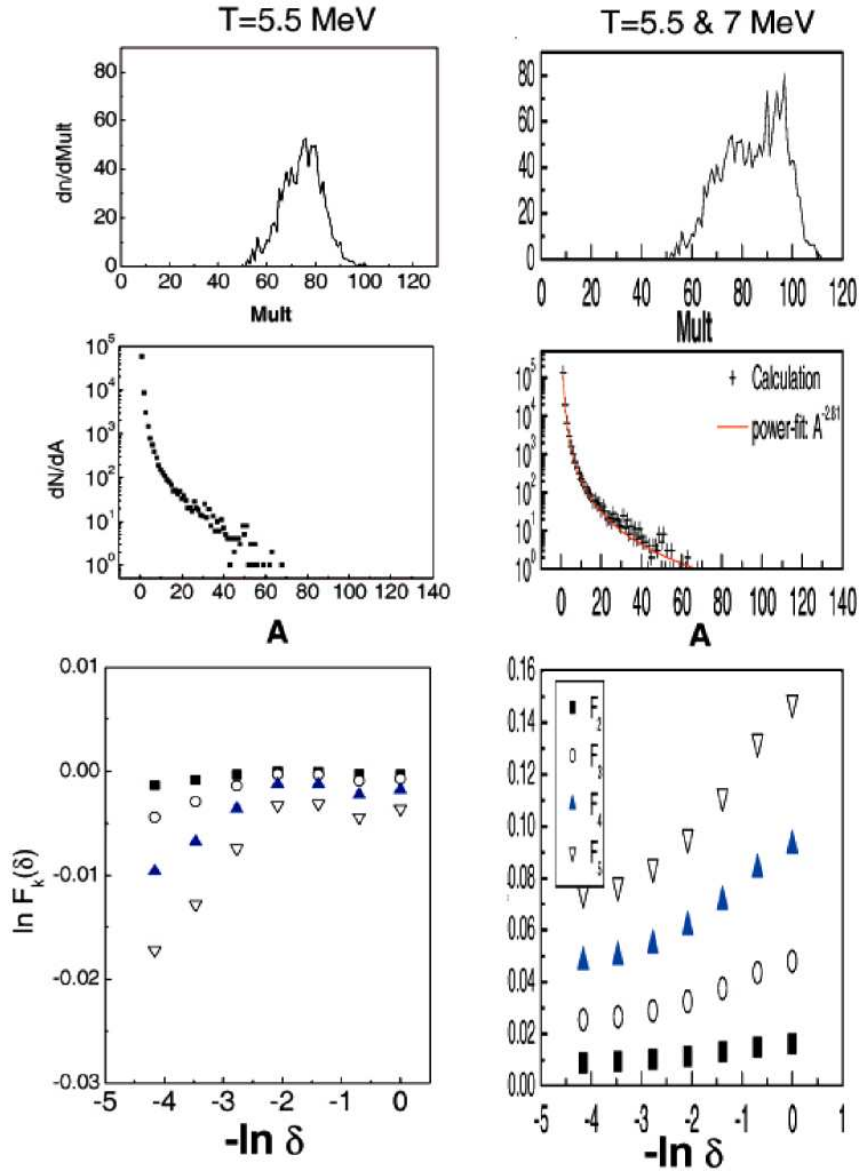 T=5.5 MeV
80
60
40
20
0
dn/dMult
0 20 40 60 80 100 120
Mult
T=5.5 & 7 MeV
80
60
40
20
0
0 20 40 60 80 100 120
Mult
10^5
10^4
10^3
10^2
10^1
10^0
dN/dA
0 20 40 60 80 100 120 140
A
10^5
10^4
10^3
10^2
10^1
10^0
Calculation
power-fit: A^-2.81
0 20 40 60 80 100 120 140
A
0.01
0.00
-0.01
-0.02
-0.03
ln F_k(δ)
-5 -4 -3 -2 -1 0
-ln δ
0.16
0.14
0.12
0.10
0.08
0.06
0.04
0.02
0.00
F_2
F_3
F_4
F_5
-5 -4 -3 -2 -1 0 1
-ln δ